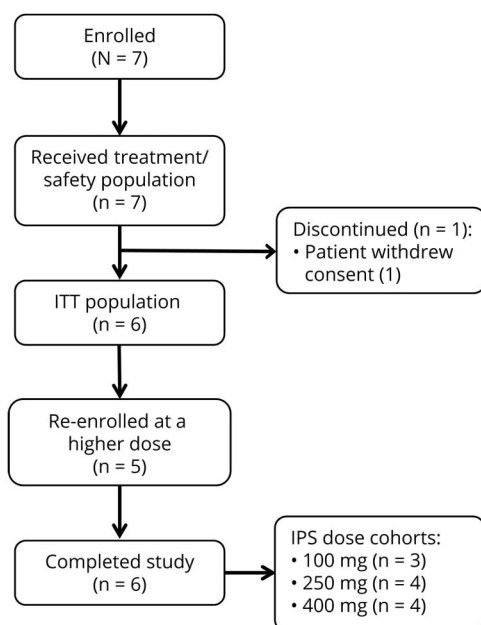 Enrolled
(N = 7)
Received treatment/
safety population
(n = 7)
Discontinued (n = 1):
• Patient withdrew
consent (1)
ITT population
(n = 6)
Re-enrolled at a
higher dose
(n = 5)
Completed study
(n = 6)
IPS dose cohorts:
• 100 mg (n = 3)
• 250 mg (n = 4)
• 400 mg (n = 4)